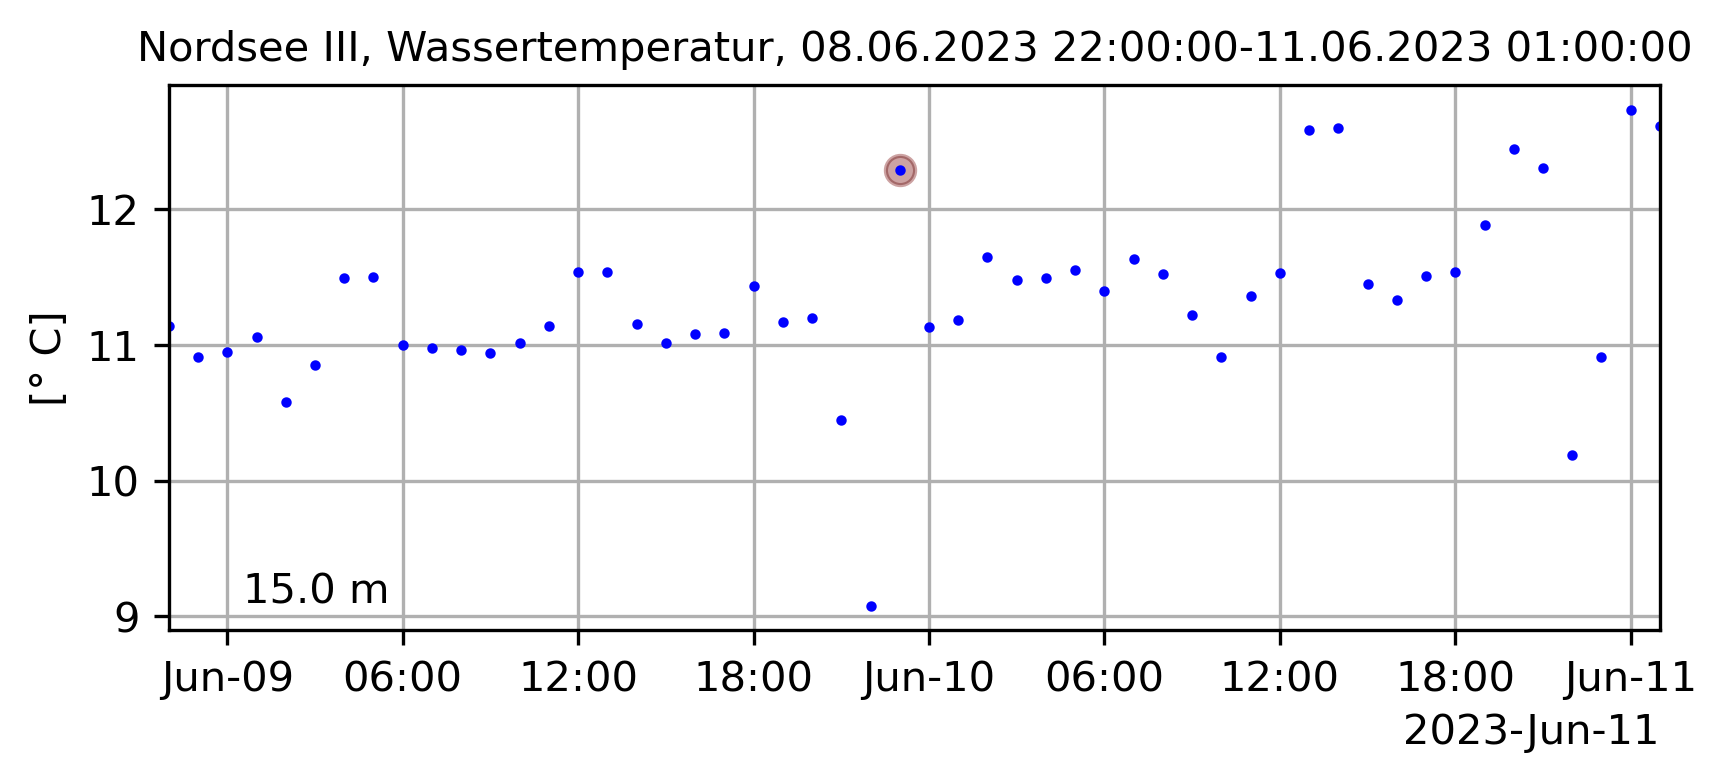 Nordsee III, Wassertemperatur, 08.06.2023 22:00:00-11.06.2023 01:00:00
12
11
[° C]
10
15.0 m
9
Jun-09 06:00 12:00 18:00 Jun-10 06:00 12:00 18:00 Jun-11
2023-Jun-11